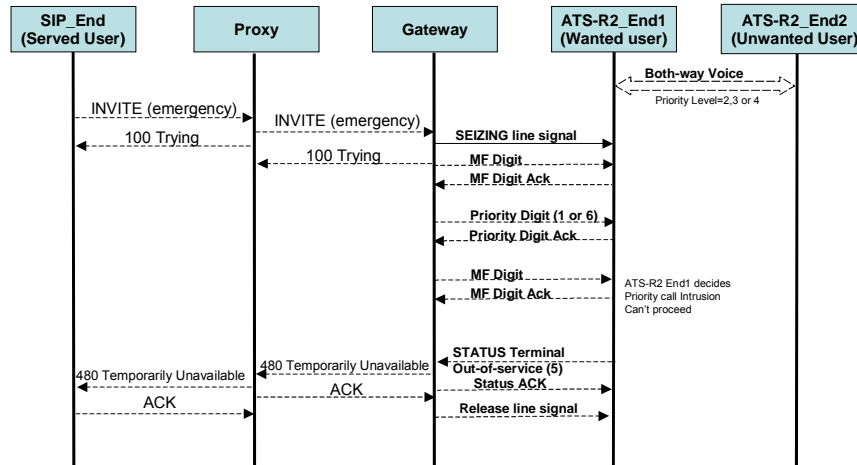 SIP_End
(Served User)
Proxy
Gateway
ATS-R2_End1
(Wanted user)
ATS-R2_End2
(Unwanted User)
Both-way Voice
Priority Level=2,3 or 4
INVITE (emergency)
INVITE (emergency)
100 Trying
SEIZING line signal
100 Trying
MF Digit
MF Digit Ack
Priority Digit (1 or 6)
Priority Digit Ack
MF Digit
MF Digit Ack
ATS-R2 End1 decides
Priority call Intrusion
Can't proceed
STATUS Terminal
Out-of-service (5)
480 Temporarily Unavailable
480 Temporarily Unavailable
Status ACK
ACK
ACK
Release line signal